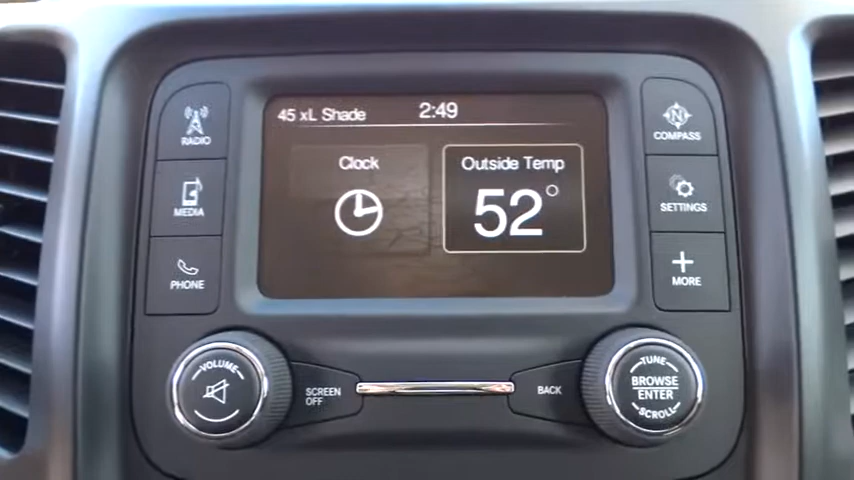 45 xL Shade
2:49
Clock
Outside Temp
52°
RADIO
MEDIA
PHONE
N
COMPASS
SETTINGS
MORE
VOLUME
SCREEN
OFF
BACK
TUNE
BROWSE
ENTER
SCROLL